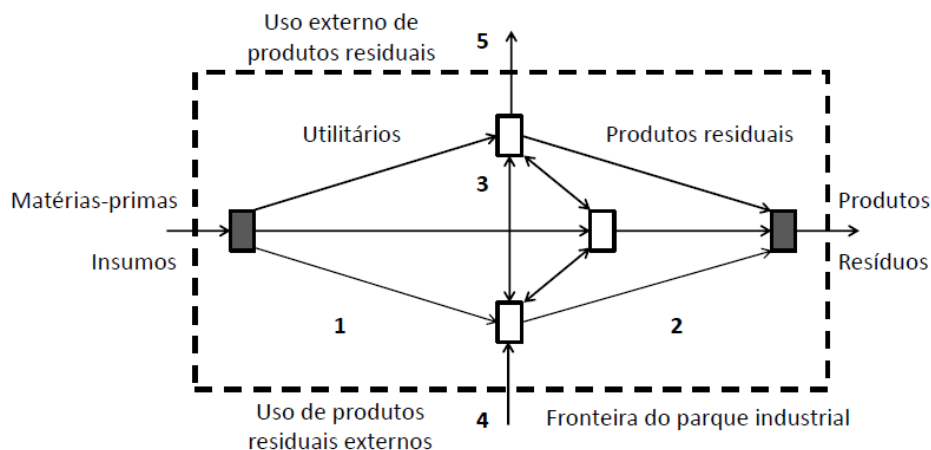 Uso externo de
produtos residuais
5
Utilitários
Produtos residuais
3
Matérias-primas
Insumos
Produtos
Resíduos
1
2
Uso de produtos
residuais externos
4
Fronteira do parque industrial